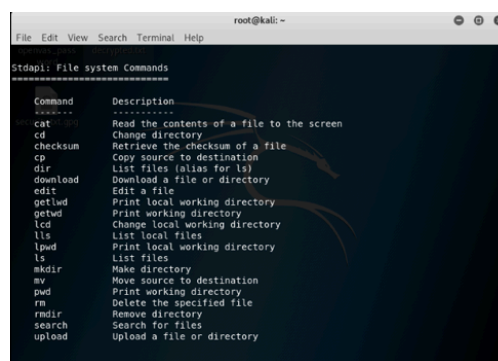 root@kali: ~
File Edit View Search Terminal Help
Stdapi: File system Commands
============================
Command Description
------- -----------
cat Read the contents of a file to the screen
cd Change directory
checksum Retrieve the checksum of a file
cp Copy source to destination
dir List files (alias for ls)
download Download a file or directory
edit Edit a file
getlwd Print local working directory
getwd Print working directory
lcd Change local working directory
lls List local files
lpwd Print local working directory
ls List files
mkdir Make directory
mv Move source to destination
pwd Print working directory
rm Delete the specified file
rmdir Remove directory
search Search for files
upload Upload a file or directory